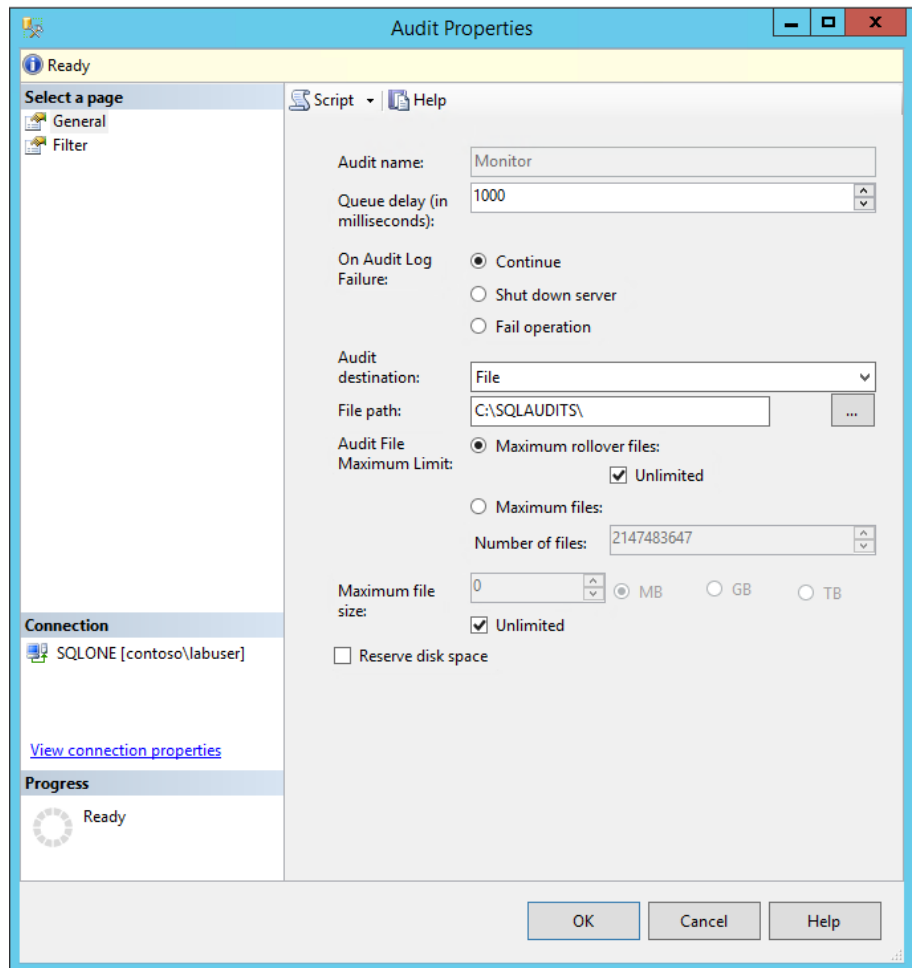 Audit Properties
Ready
Select a page
General
Filter
Script
Help
Audit name:
Monitor
Queue delay (in
milliseconds):
1000
On Audit Log
Failure:
Continue
Shut down server
Fail operation
Audit
destination:
File
File path:
C:\SQLAUDITS\
...
Audit File
Maximum Limit:
Maximum rollover files:
Unlimited
Maximum files:
Number of files:
2147483647
Maximum file
size:
0
MB
GB
TB
Unlimited
Reserve disk space
Connection
SQLONE [contoso\labuser]
View connection properties
Progress
Ready
OK
Cancel
Help